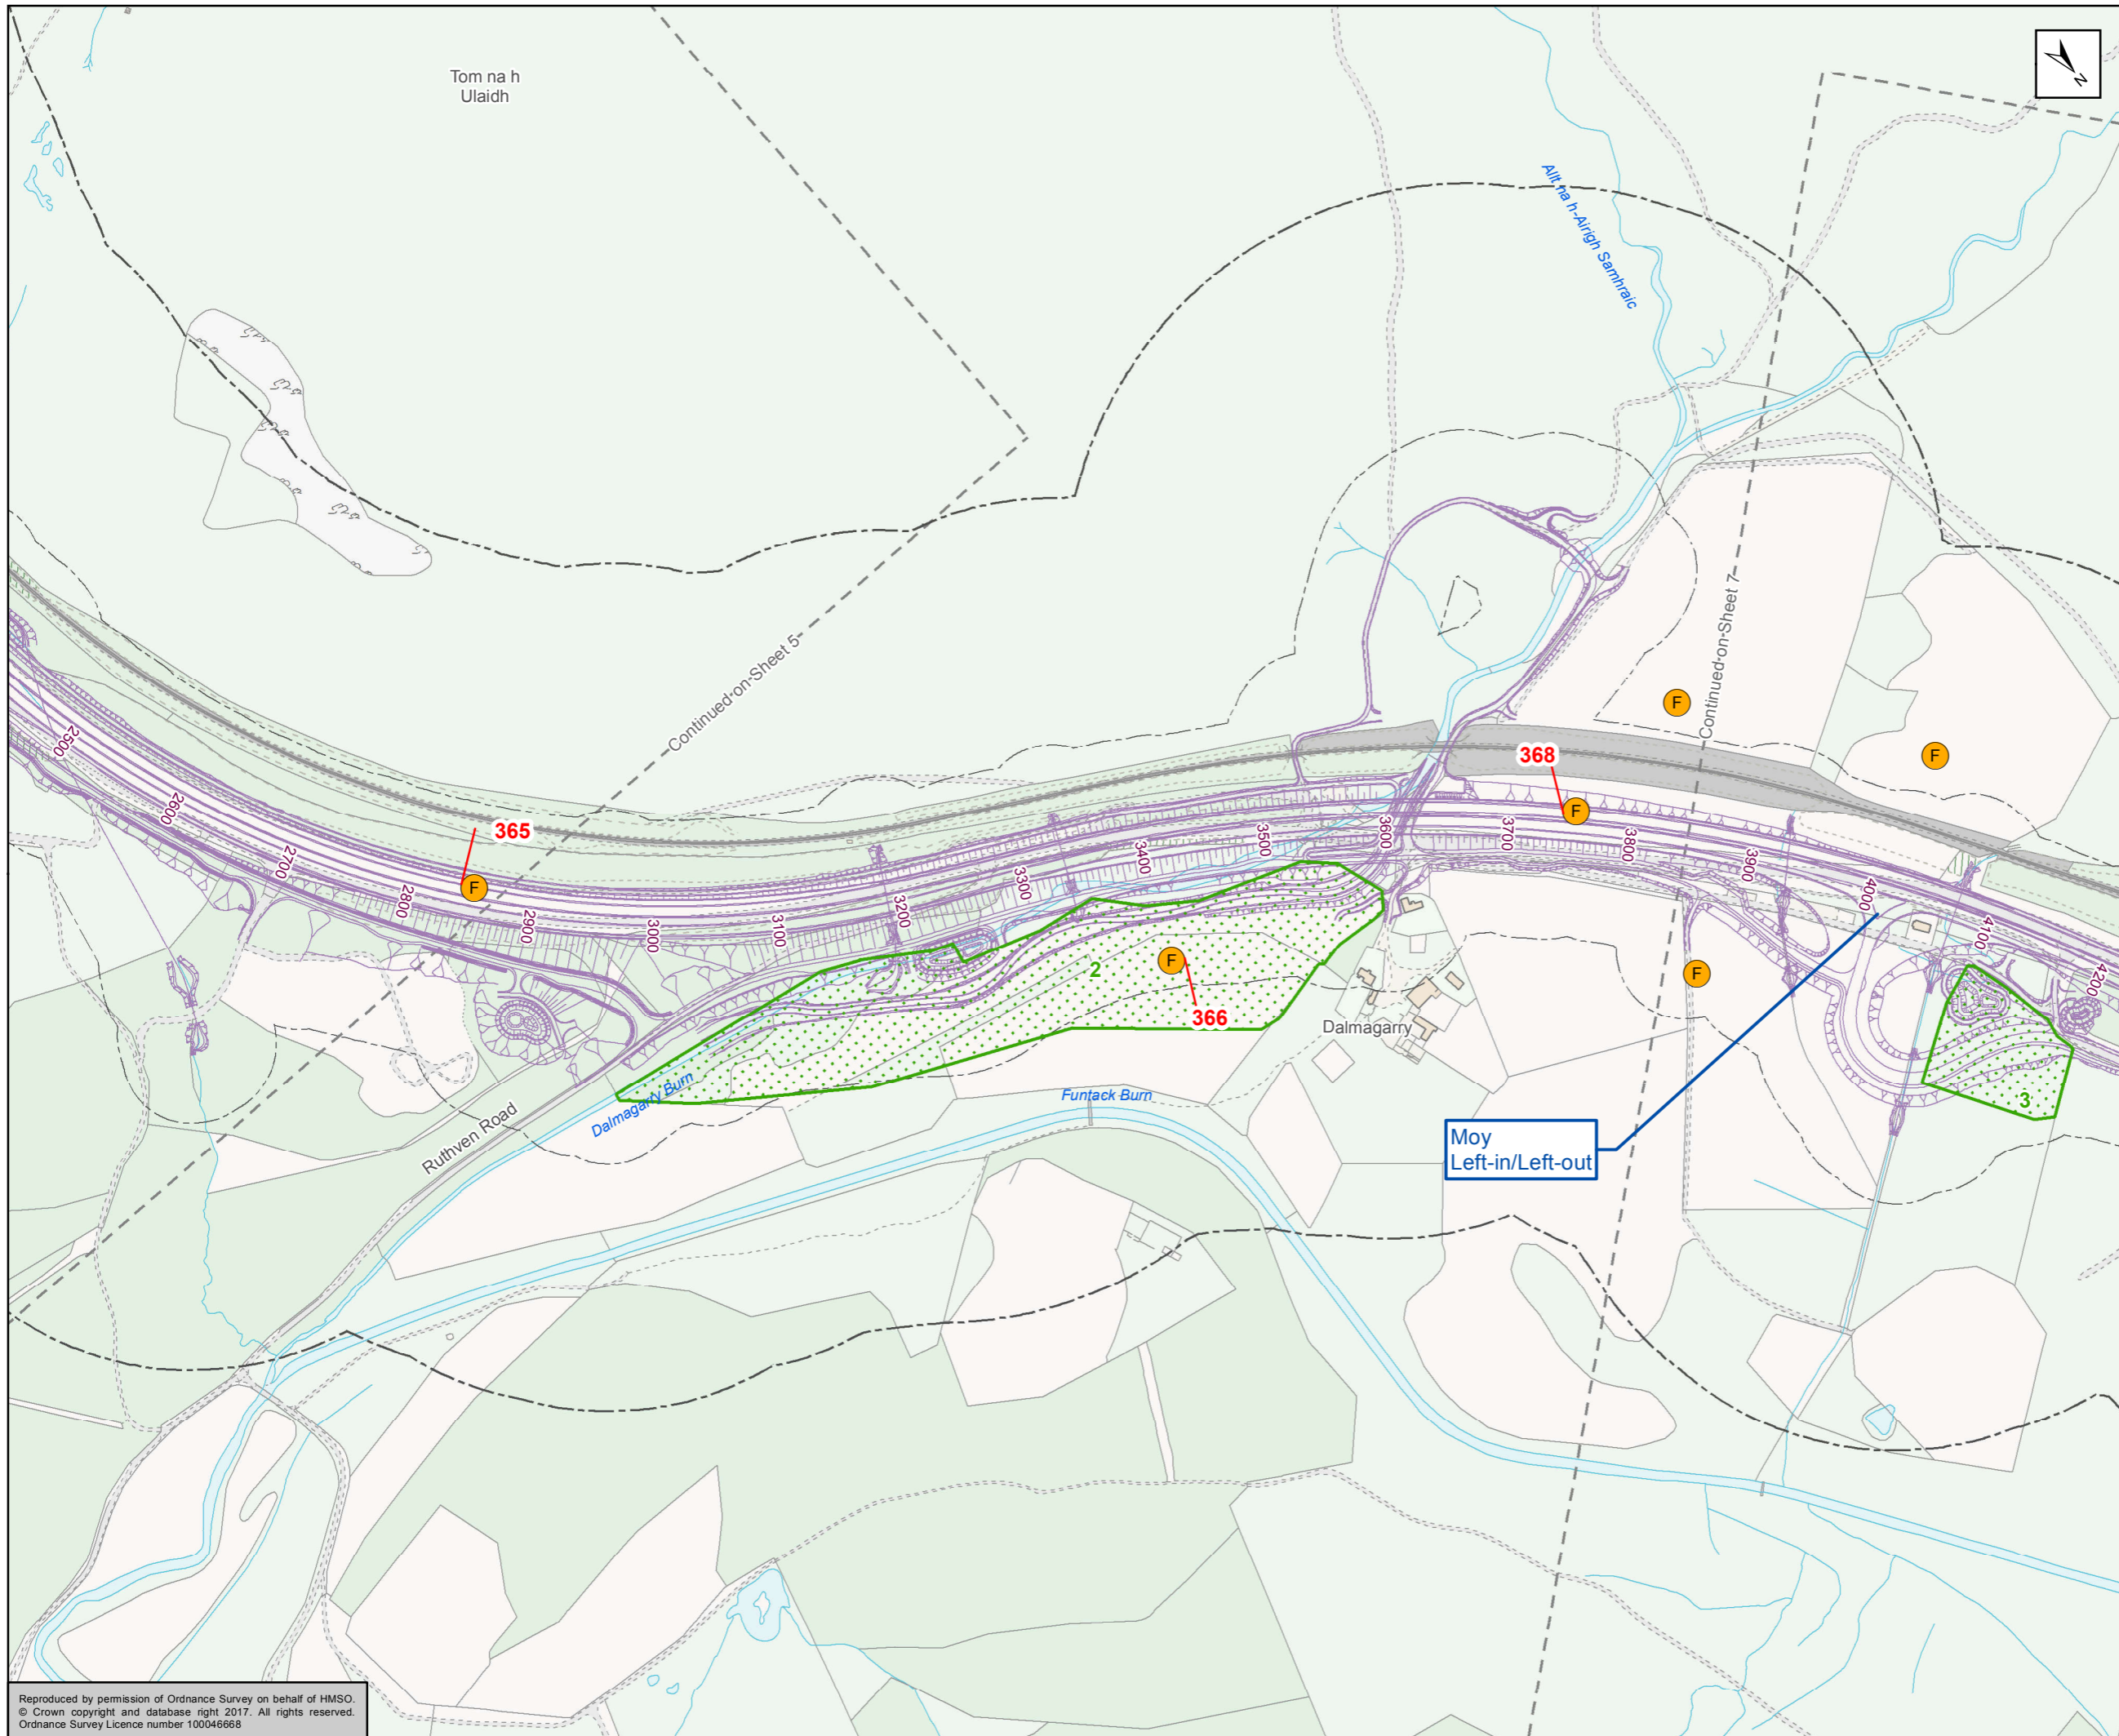 Tom na h
Ulaidh
N
Allt na h-Airigh Samhraic
Continued on Sheet 5
Continued on Sheet 7
F
F
368
F
365
F
2500
2600
2700
2800
2900
3000
3100
3200
3300
3400
3500
3600
3700
3800
3900
4000
4100
4200
F
2
366
F
Dalmagarry
3
Dalmagarry Burn
Funtack Burn
Ruthven Road
Moy
Left-in/Left-out
Reproduced by permission of Ordnance Survey on behalf of HMSO.
© Crown copyright and database right 2017. All rights reserved.
Ordnance Survey Licence number 100046668